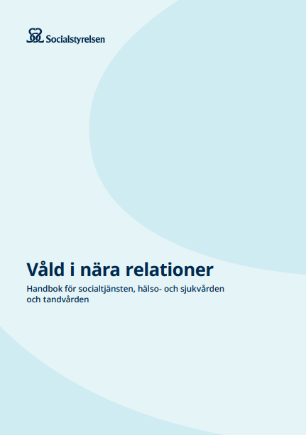 Socialstyrelsen
Våld i nära relationer
Handbok för socialtjänsten, hälso- och sjukvården
och tandvården